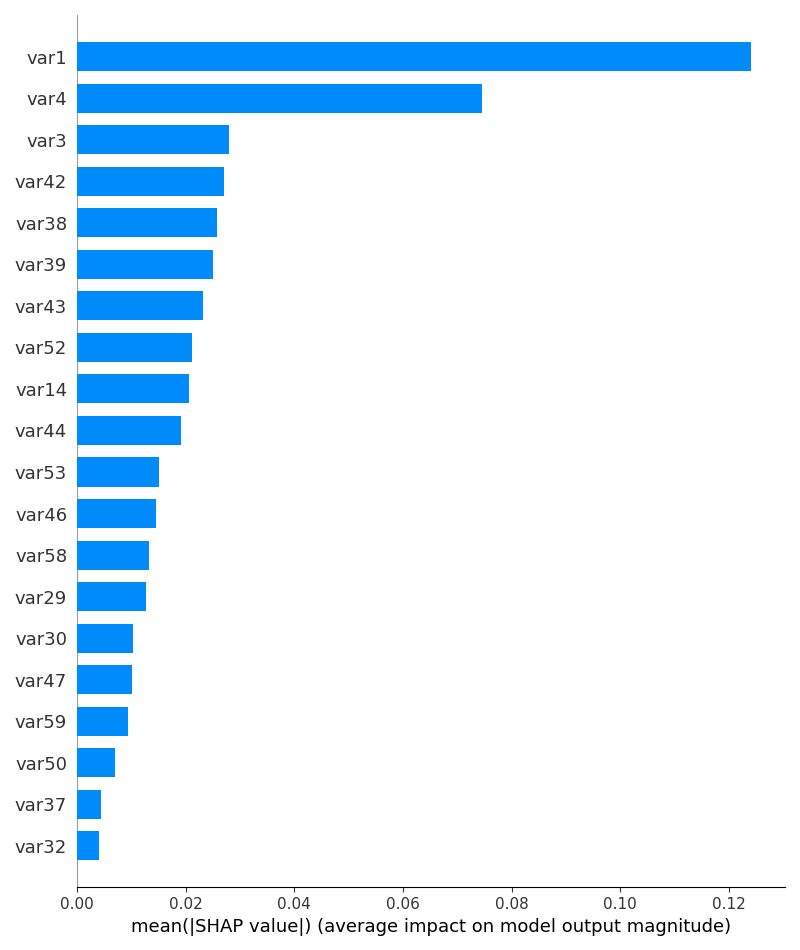 var1
var4
var3
var42
var38
var39
var43
var52
var14
var44
var53
var46
var58
var29
var30
var47
var59
var50
var37
var32
0.00 0.02 0.04 0.06 0.08 0.10 0.12
mean(|SHAP value|) (average impact on model output magnitude)